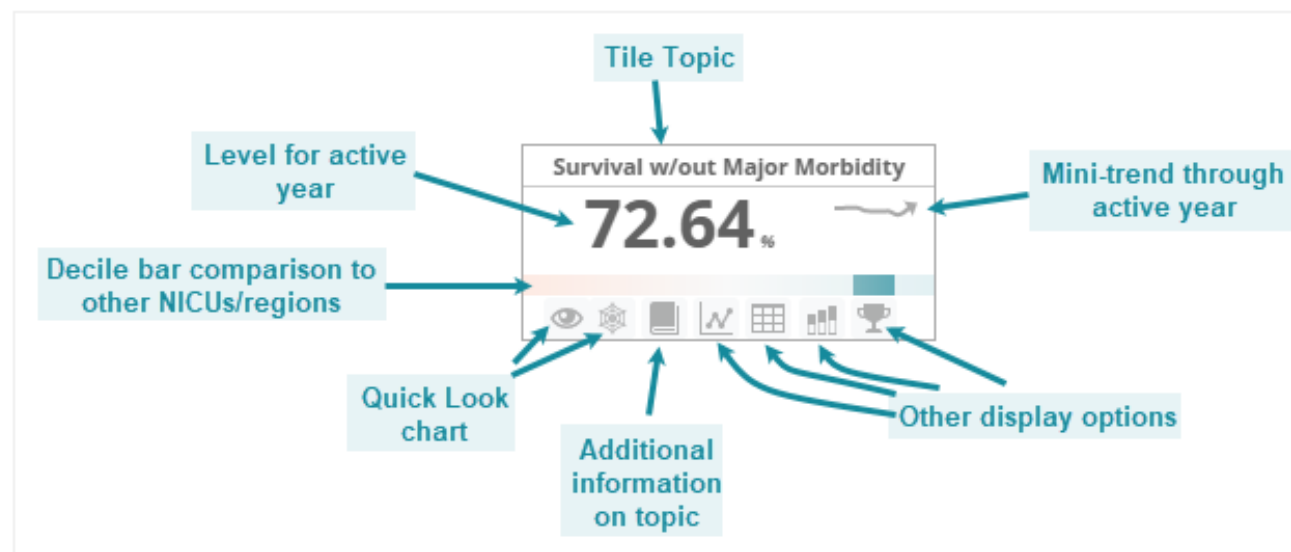 Tile Topic
Level for active
year
Survival w/out Major Morbidity
Mini-trend through
active year
72.64 %
Decile bar comparison to
other NICUs/regions
Quick Look
chart
Other display options
Additional
information
on topic